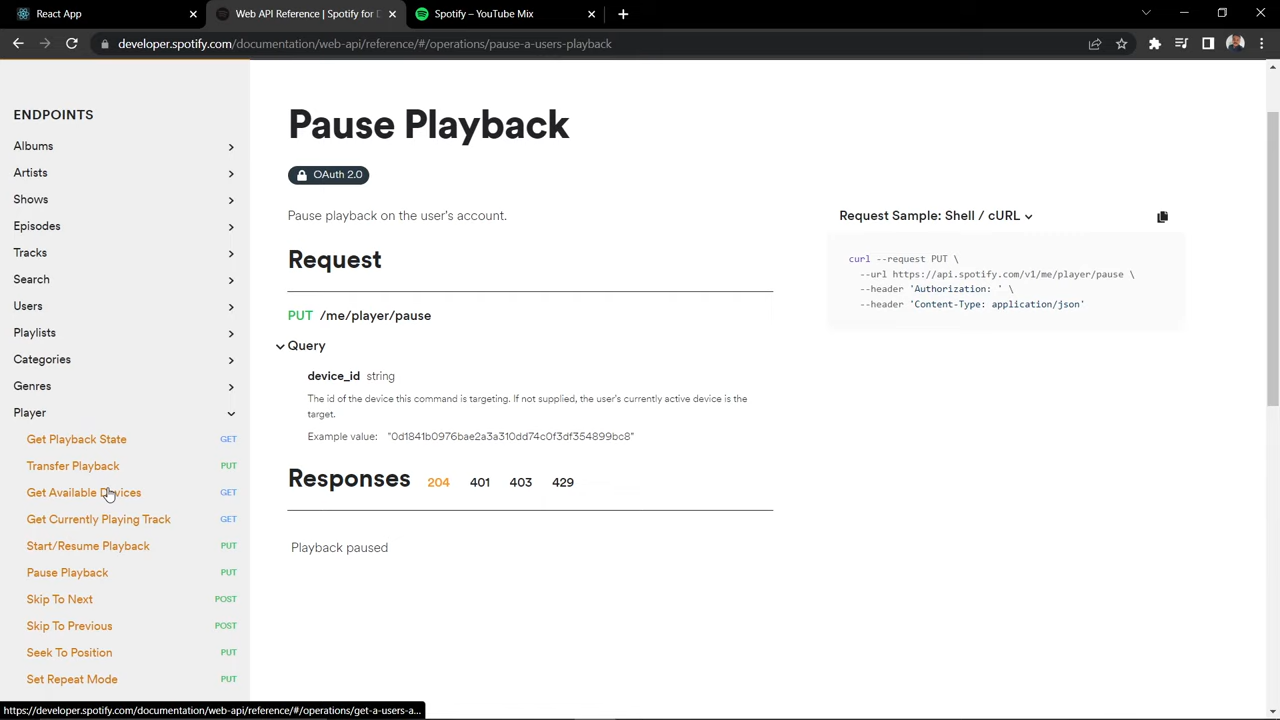 React App
Web API Reference | Spotify for D
Spotify – YouTube Mix
developer.spotify.com/documentation/web-api/reference/#/operations/pause-a-users-playback
ENDPOINTS
Albums
Artists
Shows
Episodes
Tracks
Search
Users
Playlists
Categories
Genres
Player
Get Playback State GET
Transfer Playback PUT
Get Available Devices GET
Get Currently Playing Track GET
Start/Resume Playback PUT
Pause Playback PUT
Skip To Next POST
Skip To Previous POST
Seek To Position PUT
Set Repeat Mode PUT
https://developer.spotify.com/documentation/web-api/reference/#/operations/get-a-users-a...
Pause Playback
OAuth 2.0
Pause playback on the user's account.
Request
PUT /me/player/pause
Query
device_id string
The id of the device this command is targeting. If not supplied, the user's currently active device is the
target.
Example value: "0d1841b0976bae2a3a310dd74c0f3df354899bc8"
Responses 204 401 403 429
Playback paused
Request Sample: Shell / cURL
curl --request PUT \
--url https://api.spotify.com/v1/me/player/pause \
--header 'Authorization: ' \
--header 'Content-Type: application/json'